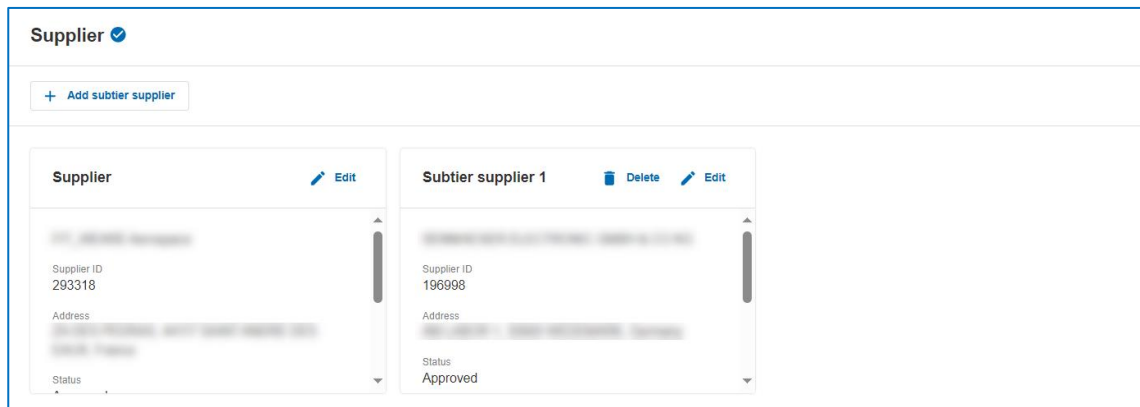 Supplier
+ Add subtier supplier
Supplier
Edit
Supplier ID
293318
Address
Status
Subtier supplier 1
Delete
Edit
Supplier ID
196998
Address
Status
Approved